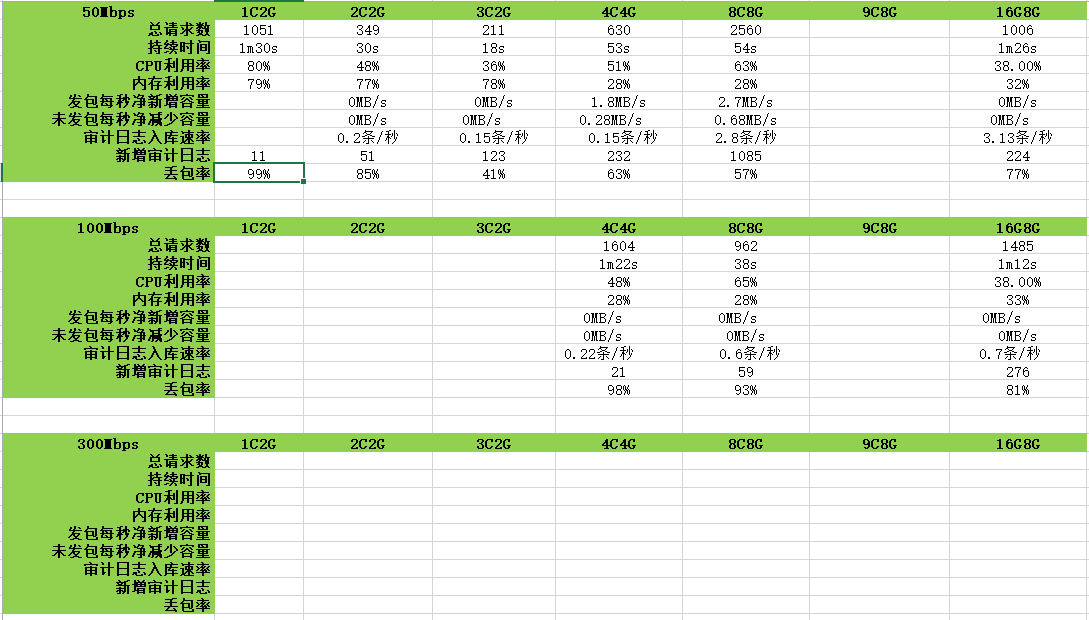 50Mbps 1C2G 2C2G 3C2G 4C4G 8C8G 9C8G 16G8G
总请求数 1051 349 211 630 2560 1006
持续时间 1m30s 30s 18s 53s 54s 1m26s
CPU利用率 80% 48% 36% 51% 63% 38.00%
内存利用率 79% 77% 78% 28% 28% 32%
发包每秒净新增容量 0MB/s 0MB/s 1.8MB/s 2.7MB/s 0MB/s
未发包每秒净减少容量 0MB/s 0MB/s 0.28MB/s 0.68MB/s 0MB/s
审计日志入库速率 0.2条/秒 0.15条/秒 0.15条/秒 2.8条/秒 3.13条/秒
新增审计日志 11 51 123 232 1085 224
丢包率 99% 85% 41% 63% 57% 77%
100Mbps 1C2G 2C2G 3C2G 4C4G 8C8G 9C8G 16G8G
总请求数 1604 962 1485
持续时间 1m22s 38s 1m12s
CPU利用率 48% 65% 38.00%
内存利用率 28% 28% 33%
发包每秒净新增容量 0MB/s 0MB/s 0MB/s
未发包每秒净减少容量 0MB/s 0MB/s 0MB/s
审计日志入库速率 0.22条/秒 0.6条/秒 0.7条/秒
新增审计日志 21 59 276
丢包率 98% 93% 81%
300Mbps 1C2G 2C2G 3C2G 4C4G 8C8G 9C8G 16G8G
总请求数
持续时间
CPU利用率
内存利用率
发包每秒净新增容量
未发包每秒净减少容量
审计日志入库速率
新增审计日志
丢包率